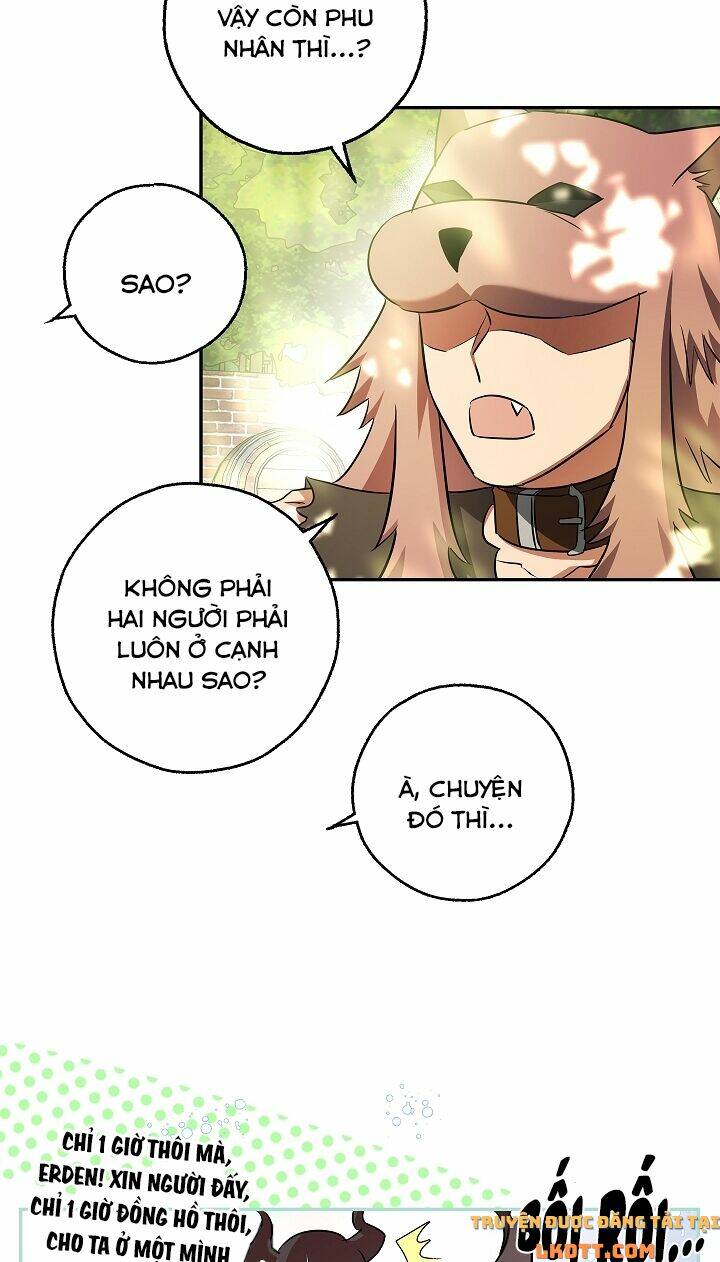 VẬY CÒN PHU
NHÂN THÌ...?
SAO?
KHÔNG PHẢI
HAI NGƯỜI PHẢI
LUÔN Ở CẠNH
NHAU SAO?
À, CHUYỆN
ĐÓ THÌ...
CHỈ 1 GIỜ THÔI MÀ,
ERDEN! XIN NGƯỜI ĐẤY,
CHỈ 1 GIỜ ĐỒNG HỒ THÔI,
CHO TA Ở MỘT MÌNH
BỐI RỐI...
TRUYỆN ĐƯỢC ĐĂNG TẢI TẠI
LKOTT.COM